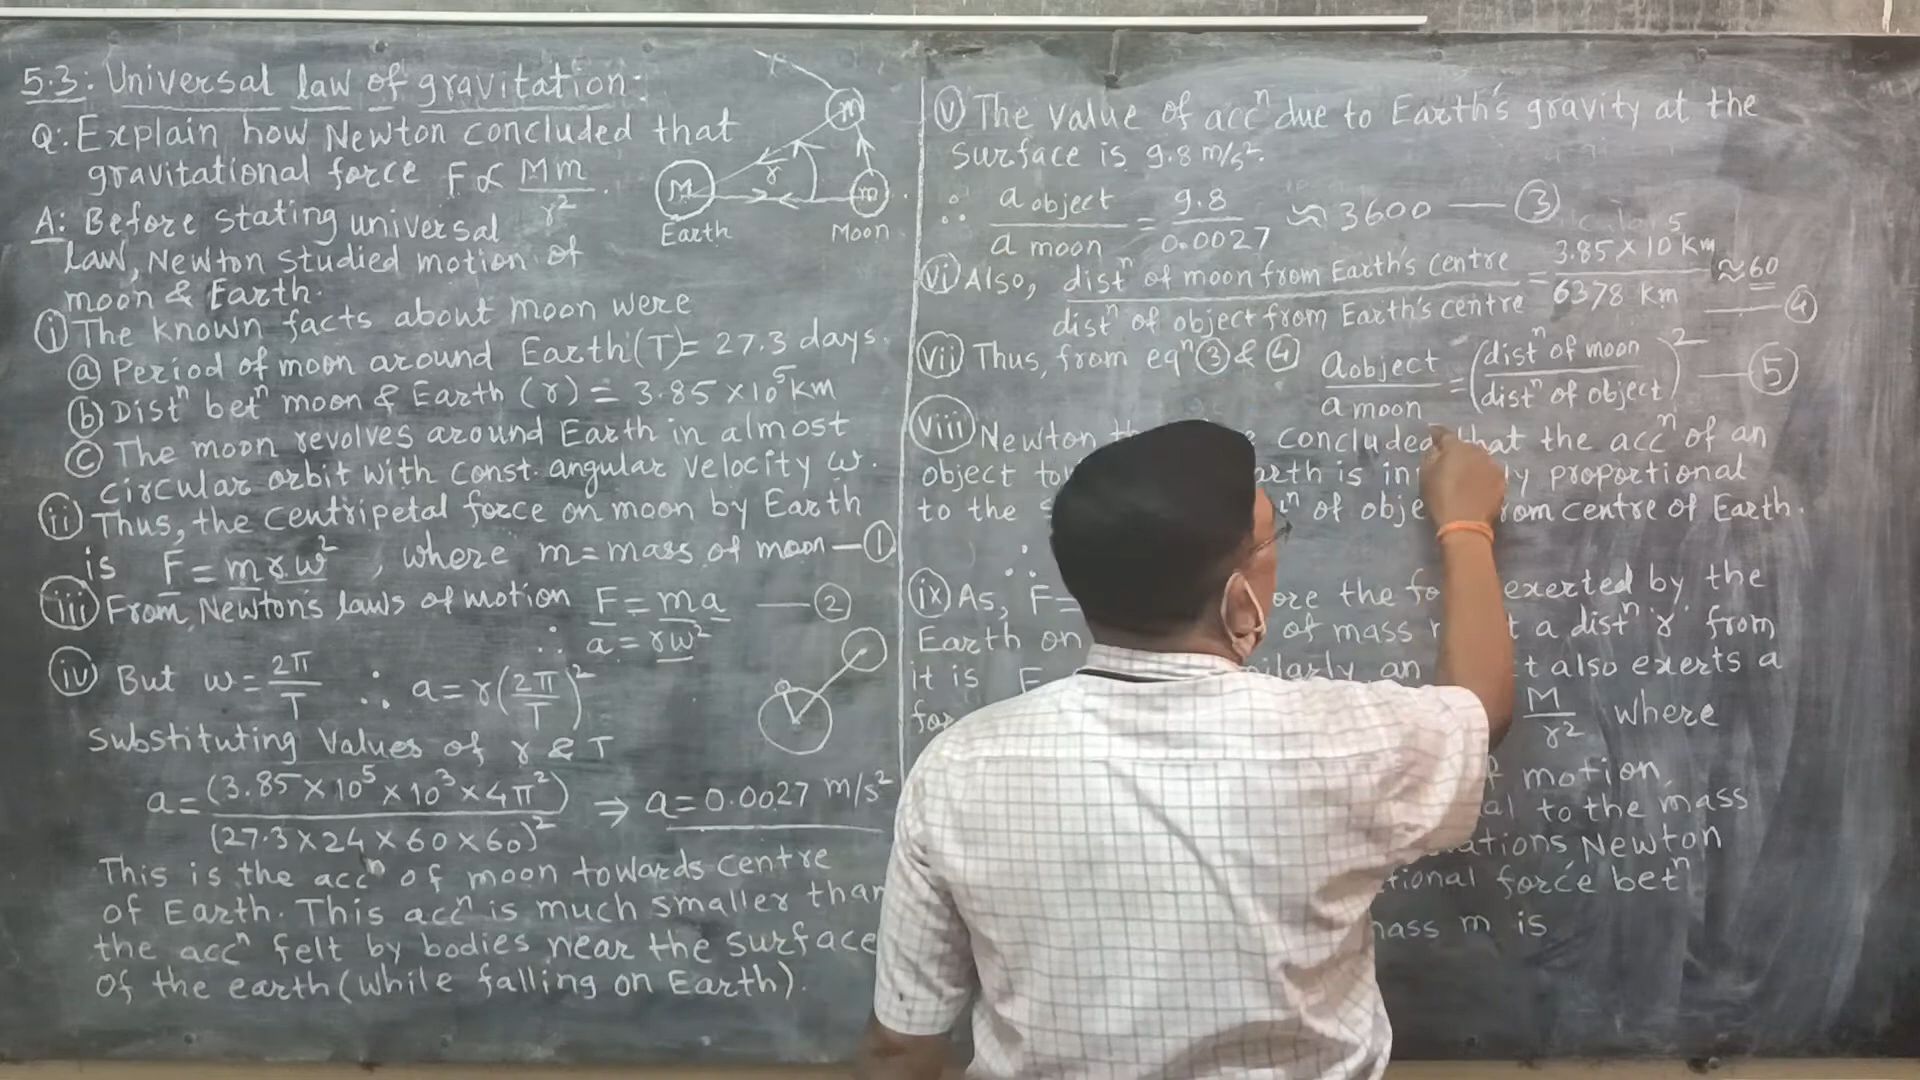 5.3: Universal law of gravitation:
Q: Explain how Newton concluded that
gravitational force F ∝ Mm/r²
A: Before stating universal
law, Newton studied motion of
moon & Earth.
M
m
m
r
Earth
Moon
(i) The known facts about moon were
(a) Period of moon around Earth (T) = 27.3 days.
(b) Distⁿ betⁿ moon & Earth (r) = 3.85 × 10⁵ km
(c) The moon revolves around Earth in almost
circular orbit with const. angular velocity ω.
(ii) Thus, the centripetal force on moon by Earth
is F = mrω², where m = mass of moon — (1)
(iii) From, Newton's laws of motion F = ma — (2)
∴ a = rω²
(iv) But ω = 2π/T ∴ a = r(2π/T)²
Substituting values of r & T
a = (3.85 × 10⁵ × 10³ × 4π²)/(27.3 × 24 × 60 × 60)² ⇒ a = 0.0027 m/s²
This is the accⁿ of moon towards centre
of Earth. This accⁿ is much smaller than
the accⁿ felt by bodies near the surface
of the earth (while falling on Earth).
(v) The value of accⁿ due to Earth's gravity at the
surface is 9.8 m/s².
∴ a object/a moon = 9.8/0.0027 ≈ 3600 — (3)
(vi) Also, distⁿ of moon from Earth's centre/distⁿ of object from Earth's centre = 3.85 × 10⁵ km/6378 km ≈ 60 — (4)
(vii) Thus, from eqⁿ (3) & (4) a object/a moon = (distⁿ of moon/distⁿ of object)² — (5)
(viii) Newton concluded that the accⁿ of an
object is proportional
to the of centre of Earth.
∴
(ix) As, F = the exerted by the
Earth on of mass a distⁿ 'r' from
it is F an also exerts a
M/r² where
motion,
to the mass
Newton
force betⁿ
mass m is